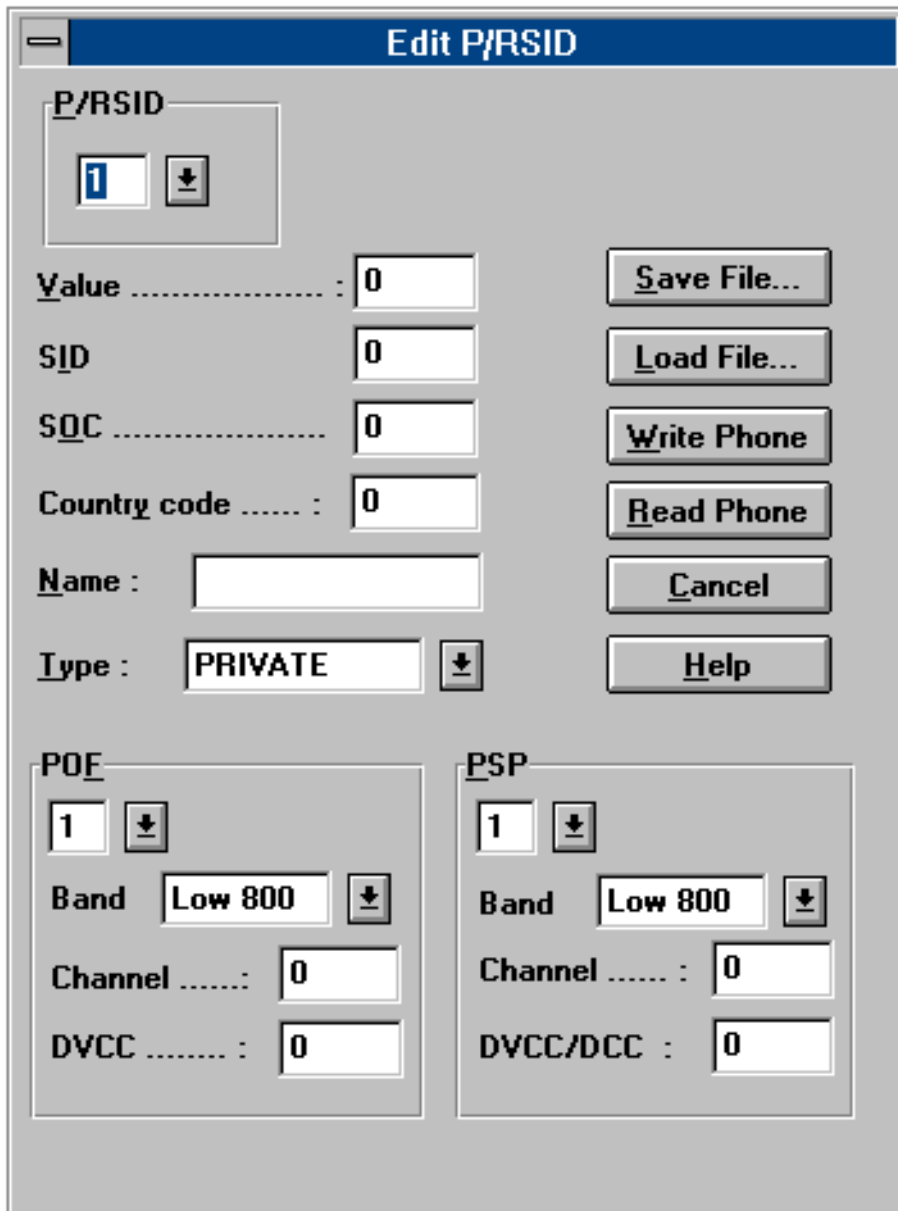 Edit P/RSID
P/RSID
1
Value ................... : 0
SID 0
SOC ..................... 0
Country code ...... : 0
Name :
Type : PRIVATE
Save File...
Load File...
Write Phone
Read Phone
Cancel
Help
POF
1
Band Low 800
Channel ......: 0
DVCC ........ : 0
PSP
1
Band Low 800
Channel ...... : 0
DVCC/DCC : 0